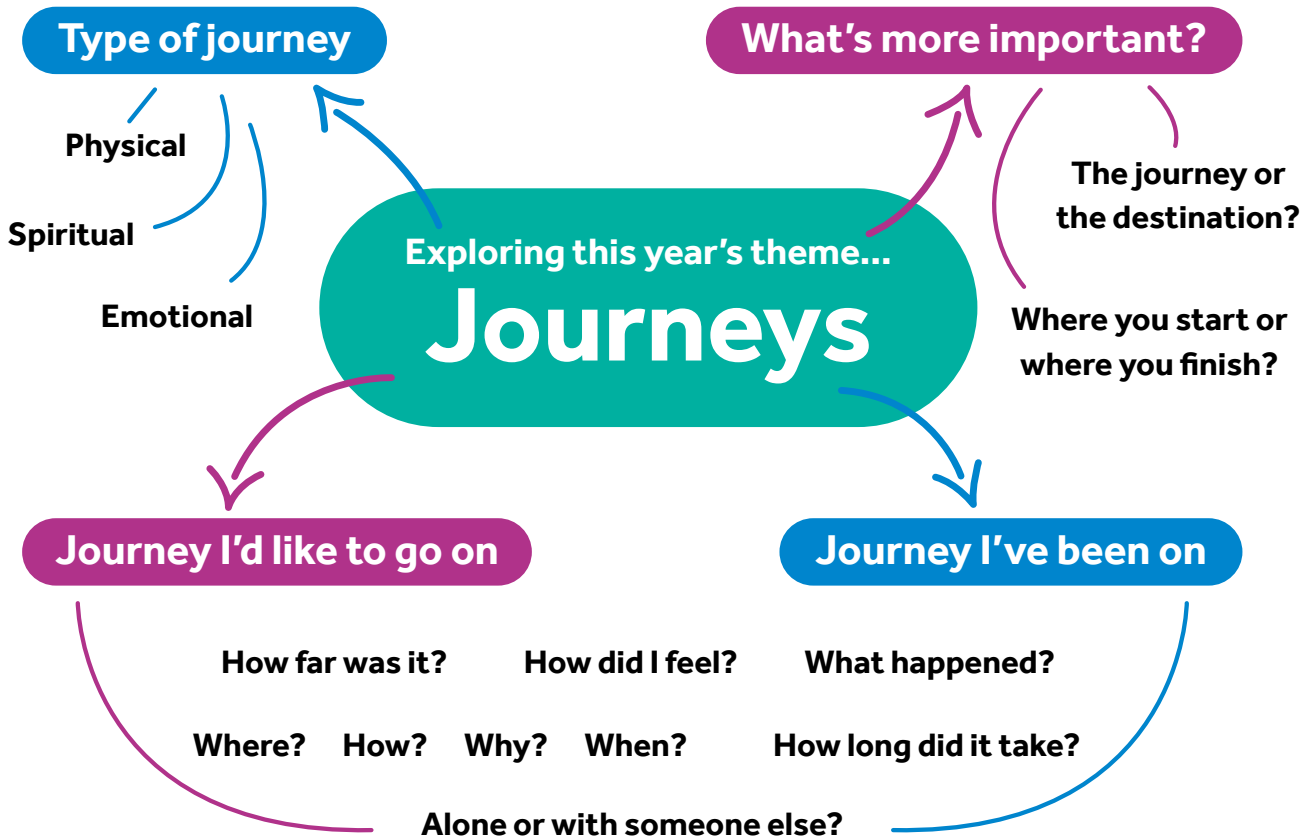 Type of journey
Physical
Spiritual
Emotional
What's more important?
The journey or
the destination?
Where you start or
where you finish?
Exploring this year's theme...
Journeys
Journey I'd like to go on
Journey I've been on
How far was it? How did I feel? What happened?
Where? How? Why? When? How long did it take?
Alone or with someone else?